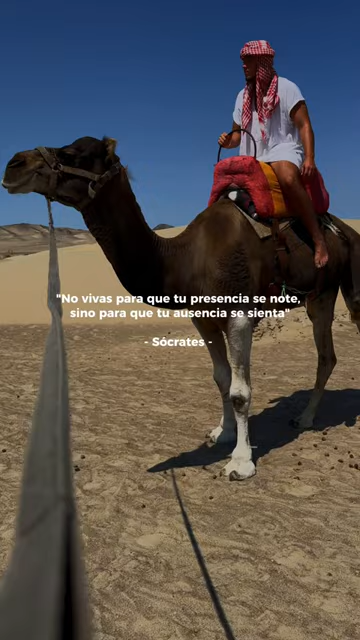 "No vivas para que tu presencia se note,
sino para que tu ausencia se sienta"
- Sócrates -